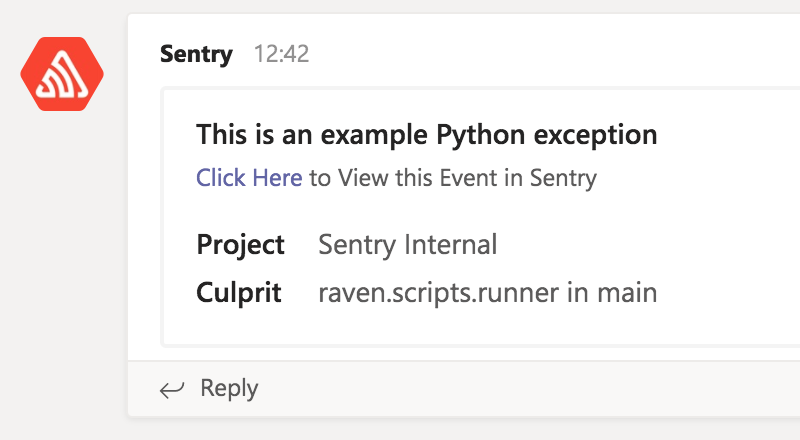 Sentry 12:42
This is an example Python exception
Click Here to View this Event in Sentry
Project Sentry Internal
Culprit raven.scripts.runner in main
Reply